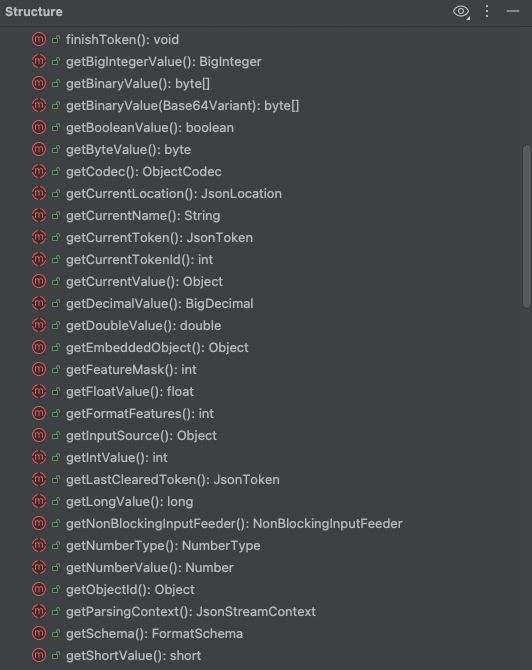 Structure
finishToken(): void
getBigIntegerValue(): BigInteger
getBinaryValue(): byte[]
getBinaryValue(Base64Variant): byte[]
getBooleanValue(): boolean
getByteValue(): byte
getCodec(): ObjectCodec
getCurrentLocation(): JsonLocation
getCurrentName(): String
getCurrentToken(): JsonToken
getCurrentTokenId(): int
getCurrentValue(): Object
getDecimalValue(): BigDecimal
getDoubleValue(): double
getEmbeddedObject(): Object
getFeatureMask(): int
getFloatValue(): float
getFormatFeatures(): int
getInputSource(): Object
getIntValue(): int
getLastClearedToken(): JsonToken
getLongValue(): long
getNonBlockingInputFeeder(): NonBlockingInputFeeder
getNumberType(): NumberType
getNumberValue(): Number
getObjectId(): Object
getParsingContext(): JsonStreamContext
getSchema(): FormatSchema
getShortValue(): short